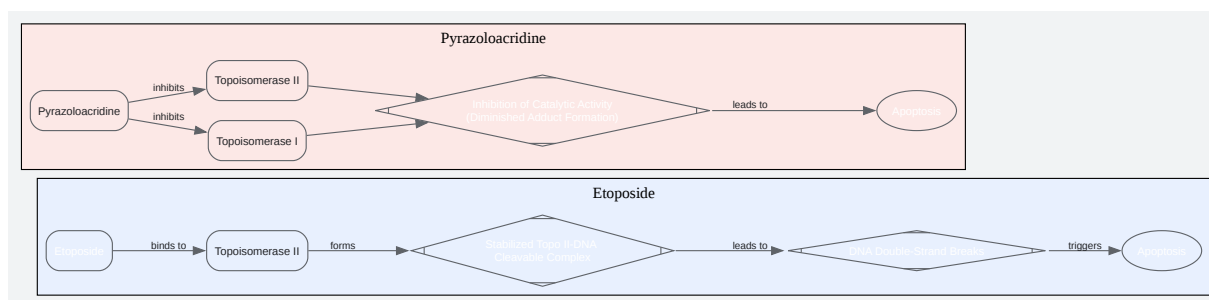 Pyrazoloacridine
Pyrazoloacridine
inhibits
inhibits
Topoisomerase II
Topoisomerase I
Inhibition of Catalytic Activity
(Diminished Adduct Formation)
leads to
Apoptosis
Etoposide
Etoposide
binds to
Topoisomerase II
forms
Stabilized Topo II-DNA
Cleavable Complex
leads to
DNA Double-Strand Breaks
triggers
Apoptosis